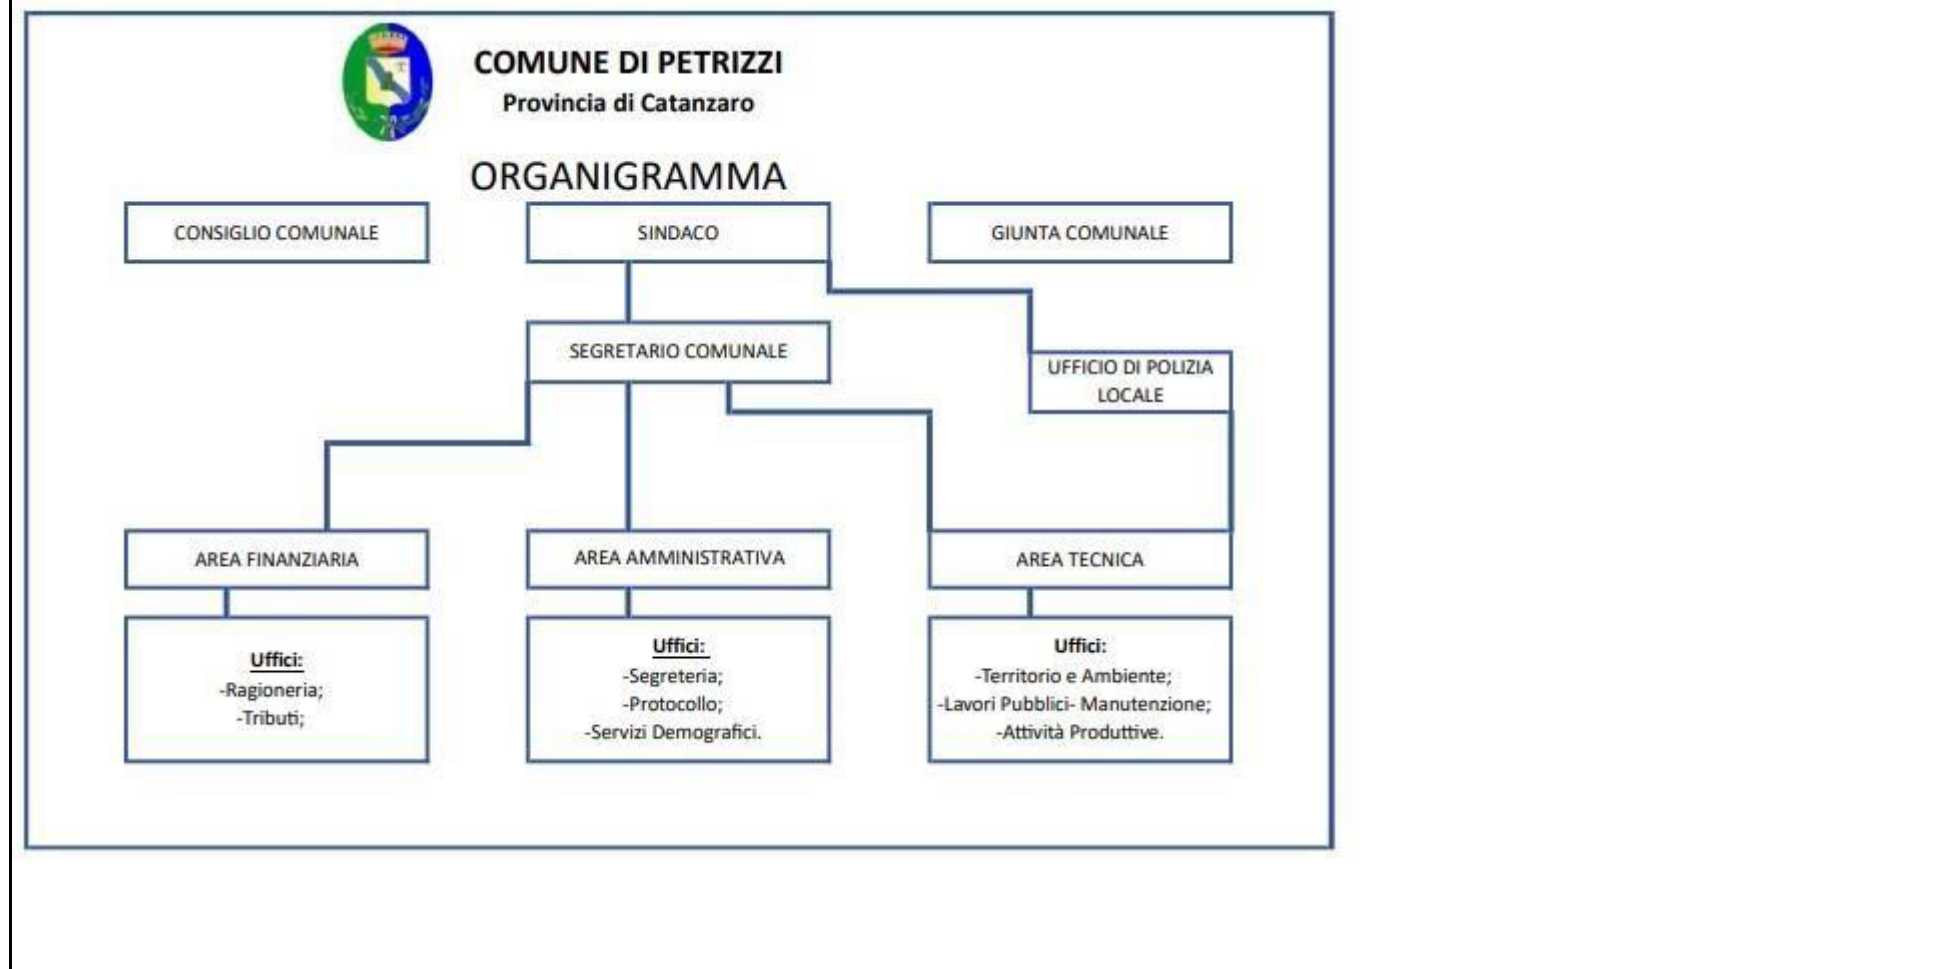 COMUNE DI PETRIZZI
Provincia di Catanzaro
ORGANIGRAMMA
CONSIGLIO COMUNALE
SINDACO
GIUNTA COMUNALE
SEGRETARIO COMUNALE
UFFICIO DI POLIZIA
LOCALE
AREA FINANZIARIA
AREA AMMINISTRATIVA
AREA TECNICA
Uffici:
-Ragioneria;
-Tributi;
Uffici:
-Segreteria;
-Protocollo;
-Servizi Demografici.
Uffici:
-Territorio e Ambiente;
-Lavori Pubblici- Manutenzione;
-Attività Produttive.